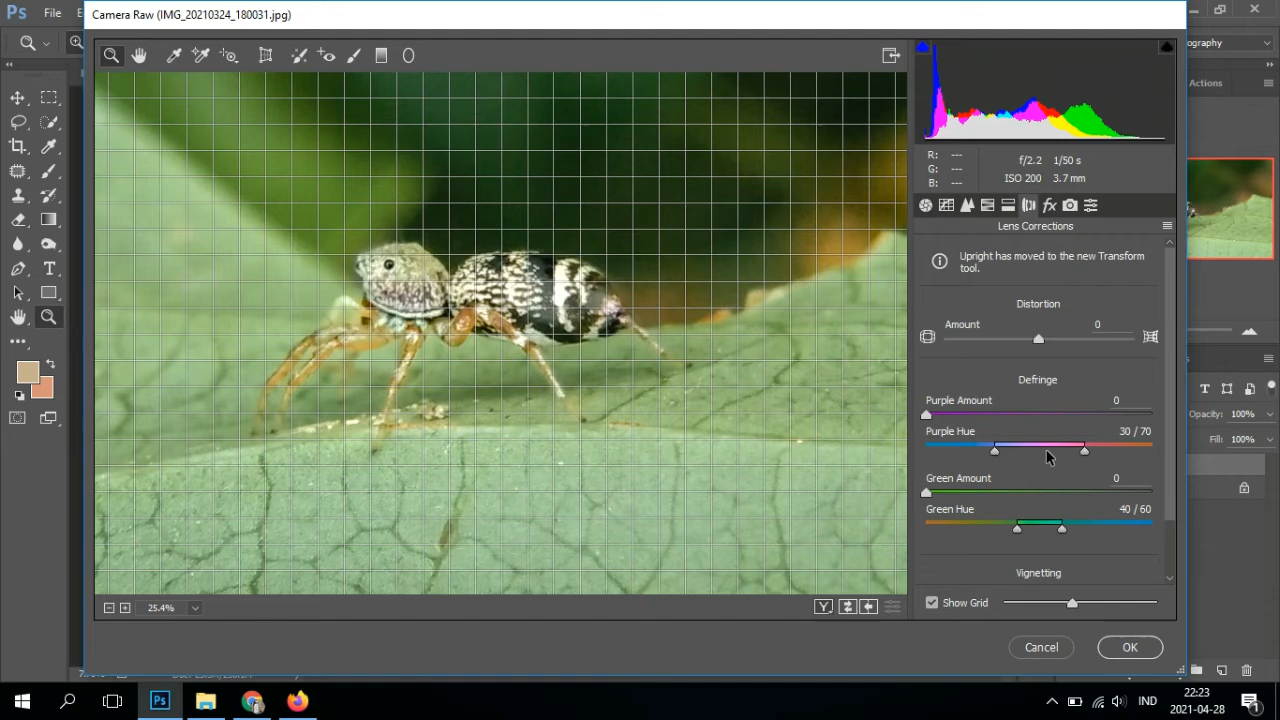 Camera Raw (IMG_20210324_180031.jpg)
Ps File
ography
Actions
R: ---
G: ---
B: ---
f/2.2 1/50 s
ISO 200 3.7 mm
fx
Lens Corrections
Upright has moved to the new Transform
tool.
Distortion
Amount 0
Defringe
Purple Amount 0
Purple Hue 30 / 70
Green Amount 0
Green Hue 40 / 60
Vignetting
Opacity: 100%
Fill: 100%
25.4%
Y
Show Grid
Cancel OK
Ps
IND
22:23
2021-04-28
1